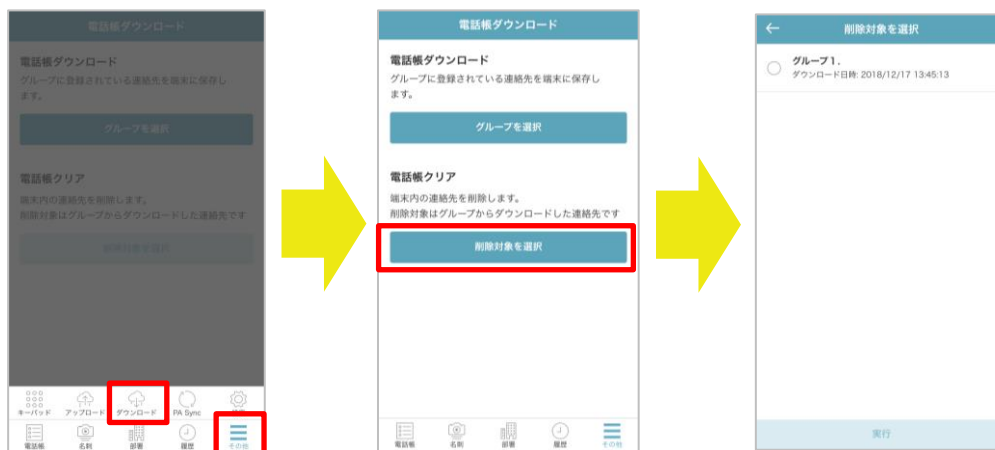 電話帳ダウンロード
電話帳ダウンロード
グループに登録されている連絡先を端末に保存し
ます。
グループを選択
電話帳クリア
端末内の連絡先を削除します。
削除対象はグループからダウンロードした連絡先です
削除対象を選択
キーパッド
アップロード
ダウンロード
PA Sync
電話帳
名刺
部署
履歴
その他
電話帳ダウンロード
電話帳ダウンロード
グループに登録されている連絡先を端末に保存し
ます。
グループを選択
電話帳クリア
端末内の連絡先を削除します。
削除対象はグループからダウンロードした連絡先です
削除対象を選択
電話帳
名刺
部署
履歴
その他
削除対象を選択
グループ1.
ダウンロード日時: 2018/12/17 13:45:13
実行